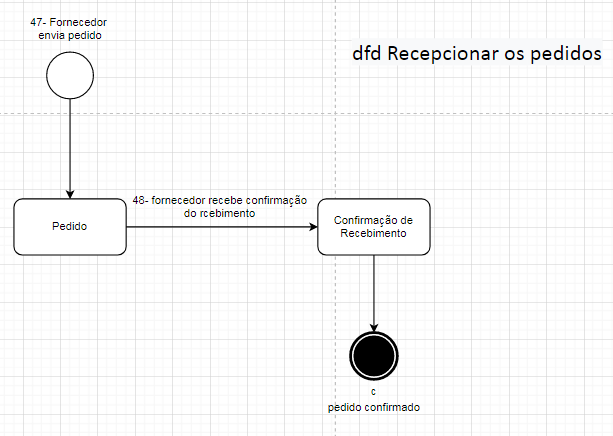 47- Fornecedor
envia pedido
dfd Recepcionar os pedidos
48- fornecedor recebe confirmação
do rcebimento
Pedido
Confirmação de
Recebimento
c
pedido confirmado